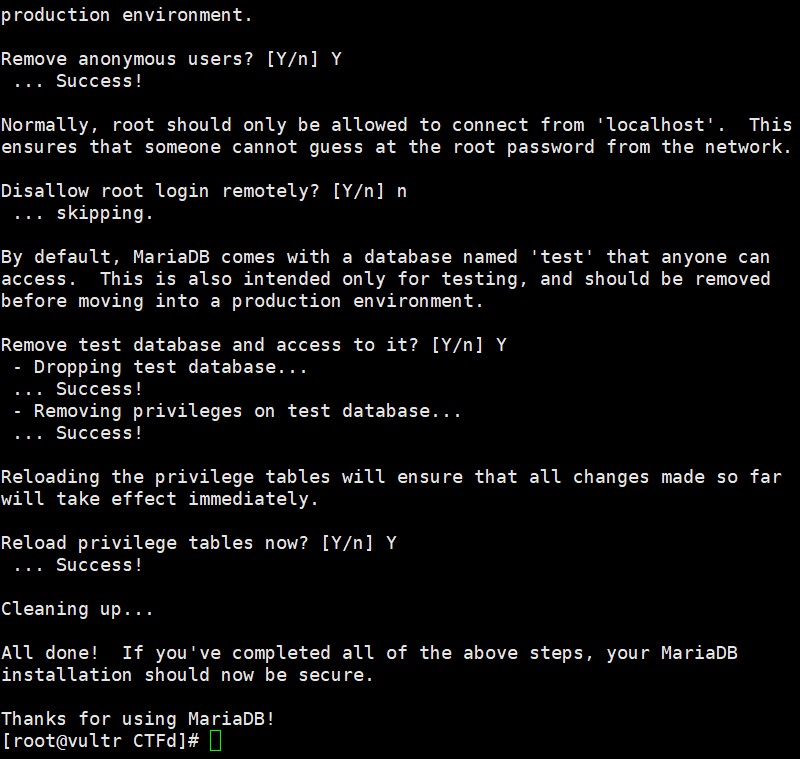 production environment.
Remove anonymous users? [Y/n] Y
 ... Success!
Normally, root should only be allowed to connect from 'localhost'.  This
ensures that someone cannot guess at the root password from the network.
Disallow root login remotely? [Y/n] n
 ... skipping.
By default, MariaDB comes with a database named 'test' that anyone can
access.  This is also intended only for testing, and should be removed
before moving into a production environment.
Remove test database and access to it? [Y/n] Y
 - Dropping test database...
 ... Success!
 - Removing privileges on test database...
 ... Success!
Reloading the privilege tables will ensure that all changes made so far
will take effect immediately.
Reload privilege tables now? [Y/n] Y
 ... Success!
Cleaning up...
All done!  If you've completed all of the above steps, your MariaDB
installation should now be secure.
Thanks for using MariaDB!
[root@vultr CTFd]#